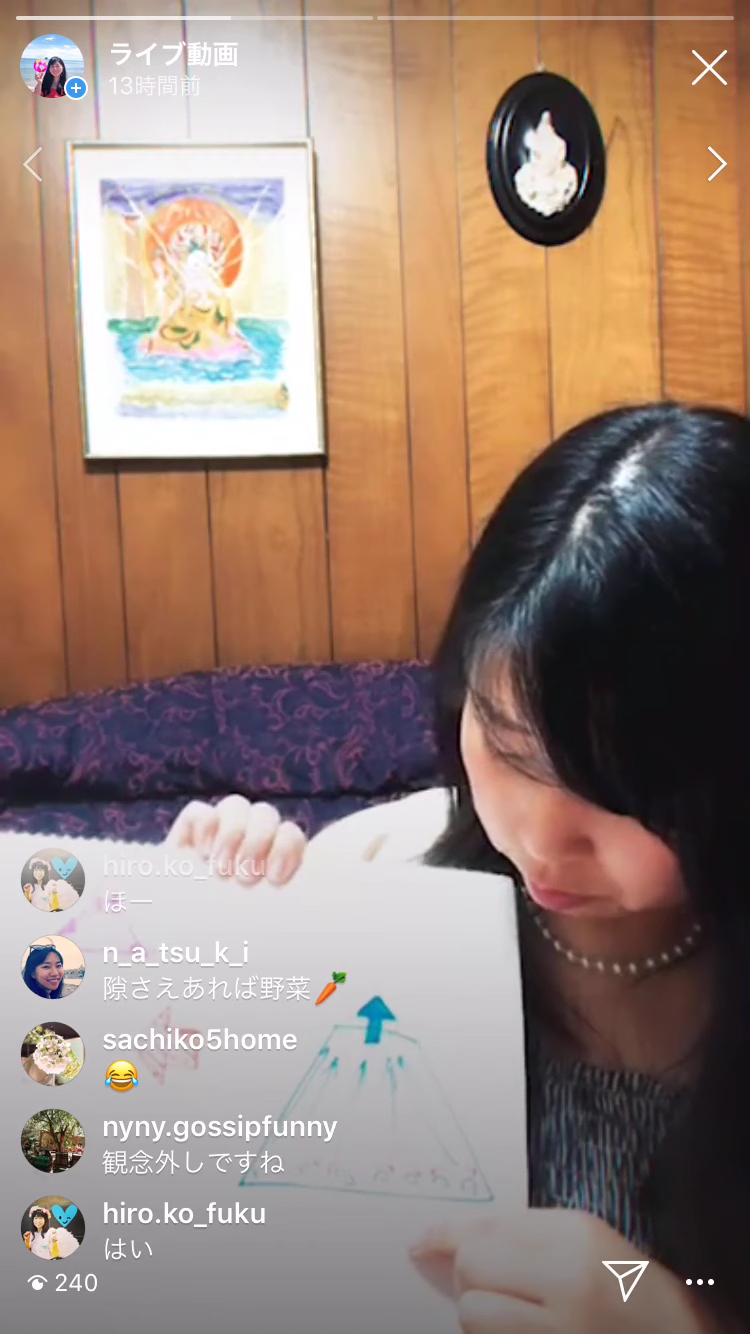 ライブ動画
13時間前
hiro.ko_fuku
ほー
n_a_tsu_k_i
隙さえあれば野菜🥕
sachiko5home
😂
nyny.gossipfunny
観念外しですね
hiro.ko_fuku
はい
240